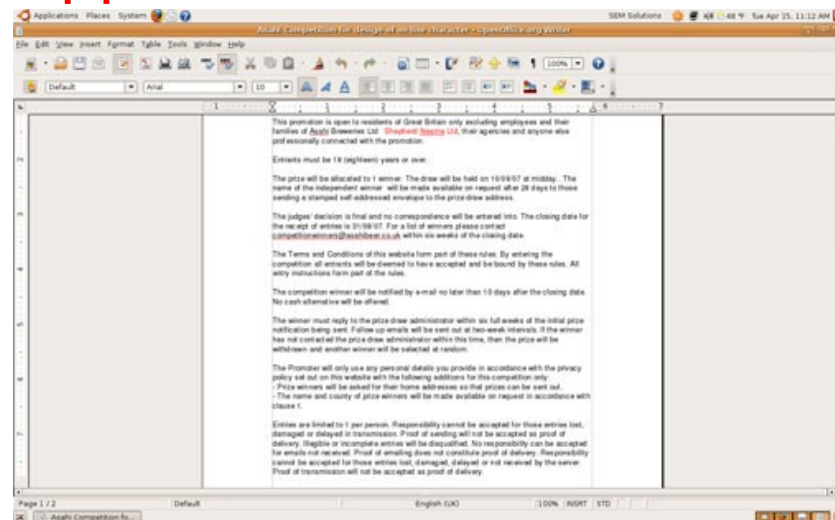 Applications Places System SEM Solutions 48 °F Tue Apr 15, 11:12 AM
Asahi Competition for design of on-line character - OpenOffice.org Writer
File Edit View Insert Format Table Tools Window Help
100%
Default Arial 10
1 1 2 3 4 5 6 7
This promotion is open to residents of Great Britain only excluding employees and their
families of Asahi Breweries Ltd Shepherd Neame Ltd, their agencies and anyone else
professionally connected with the promotion.
Entrants must be 18 (eighteen) years or over.
The prize will be allocated to 1 winner. The draw will be held on 10/09/07 at midday. The
name of the independent winner will be made available on request after 28 days to those
sending a stamped self-addressed envelope to the prize draw address.
The judges' decision is final and no correspondence will be entered into. The closing date for
the receipt of entries is 31/08/07. For a list of winners please contact
competitionwinners@asahibeer.co.uk within six weeks of the closing date.
The Terms and Conditions of this website form part of these rules. By entering the
competition all entrants will be deemed to have accepted and be bound by these rules. All
entry instructions form part of the rules.
The competition winner will be notified by e-mail no later than 10 days after the closing date.
No cash alternative will be offered.
The winner must reply to the prize draw administrator within six full weeks of the initial prize
notification being sent. Follow up emails will be sent out at two-week intervals. If the winner
has not contacted the prize draw administrator within this time, then the prize will be
withdrawn and another winner will be selected at random.
The Promoter will only use any personal details you provide in accordance with the privacy
policy set out on this website with the following additions for this competition only:
- Prize winners will be asked for their home addresses so that prizes can be sent out.
- The name and county of prize winners will be made available on request in accordance with
clause 1.
Entries are limited to 1 per person. Responsibility cannot be accepted for those entries lost,
damaged or delayed in transmission. Proof of sending will not be accepted as proof of
delivery. Illegible or incomplete entries will be disqualified. No responsibility can be accepted
for emails not received. Proof of emailing does not constitute proof of delivery. Responsibility
cannot be accepted for those entries lost, damaged, delayed or not received by the server.
Proof of transmission will not be accepted as proof of delivery.
Page 1 / 2 Default English (UK) 100% INSRT STD
Asahi Competition fo...